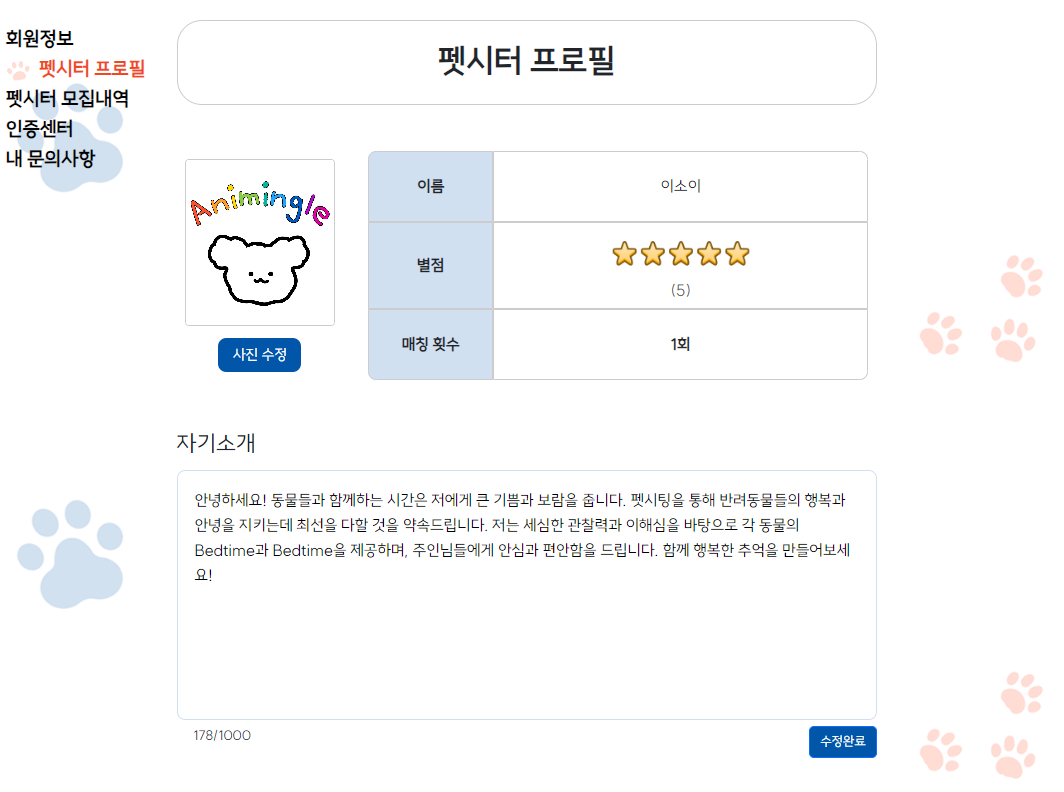 회원정보
펫시터 프로필
펫시터 모집내역
인증센터
내 문의사항
펫시터 프로필
Animingle
사진 수정
이름
이소이
별점
(5)
매칭 횟수
1회
자기소개
안녕하세요! 동물들과 함께하는 시간은 저에게 큰 기쁨과 보람을 줍니다. 펫시팅을 통해 반려동물들의 행복과
안녕을 지키는데 최선을 다할 것을 약속드립니다. 저는 세심한 관찰력과 이해심을 바탕으로 각 동물의
Bedtime과 Bedtime을 제공하며, 주인님들에게 안심과 편안함을 드립니다. 함께 행복한 추억을 만들어보세
요!
178/1000
수정완료